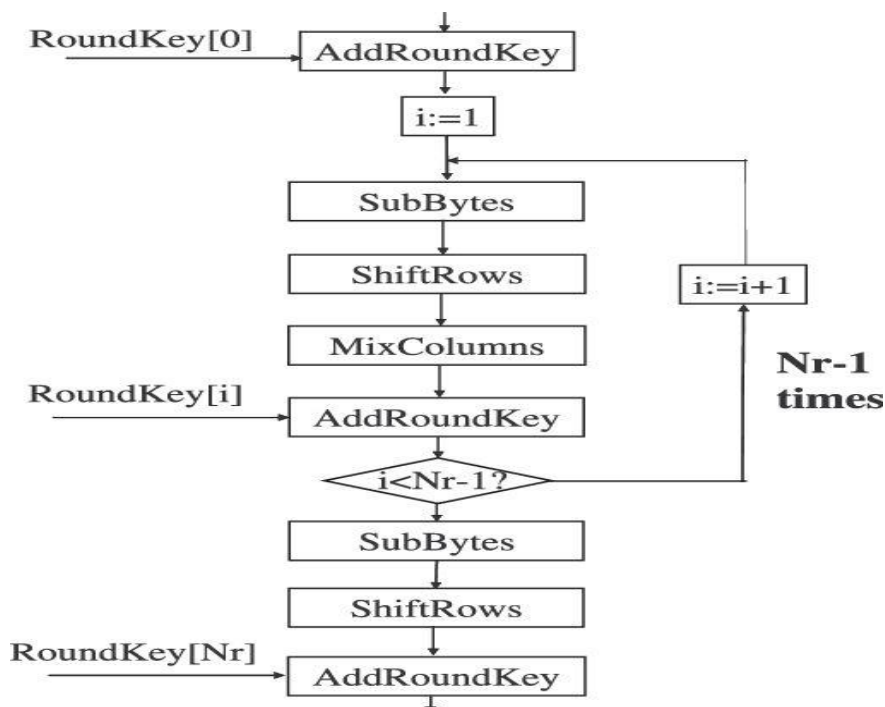 RoundKey[0]
AddRoundKey
i:=1
SubBytes
ShiftRows
i:=i+1
MixColumns
Nr-1
times
RoundKey[i]
AddRoundKey
i<Nr-1?
SubBytes
ShiftRows
RoundKey[Nr]
AddRoundKey